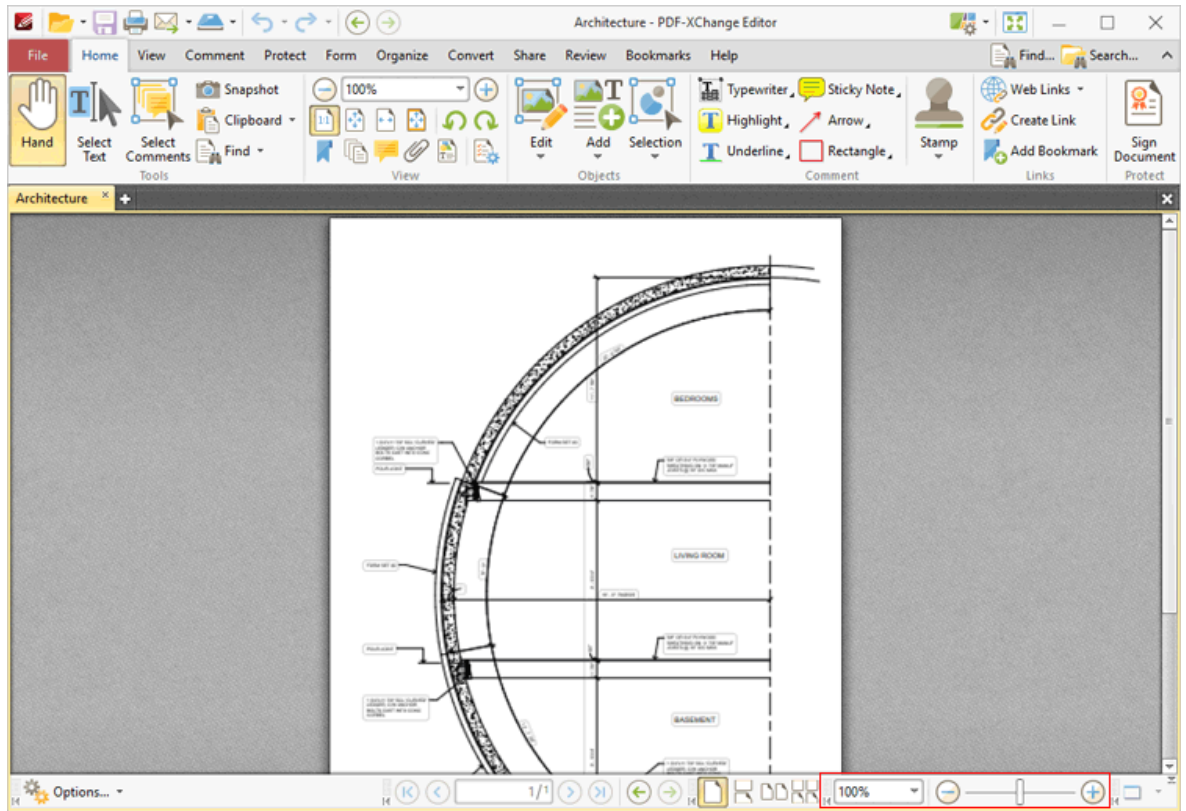 Architecture - PDF-XChange Editor
File Home View Comment Protect Form Organize Convert Share Review Bookmarks Help Find... Search...
Hand
Select Text
Select Comments
Snapshot
Clipboard
Find
Tools
100%
1:1
View
Edit
Add
Selection
Objects
Typewriter
Highlight
Underline
Sticky Note
Arrow
Rectangle
Stamp
Comment
Web Links
Create Link
Add Bookmark
Links
Sign Document
Protect
Architecture
BEDROOMS
LIVING ROOM
BASEMENT
Options...
1/1
100%